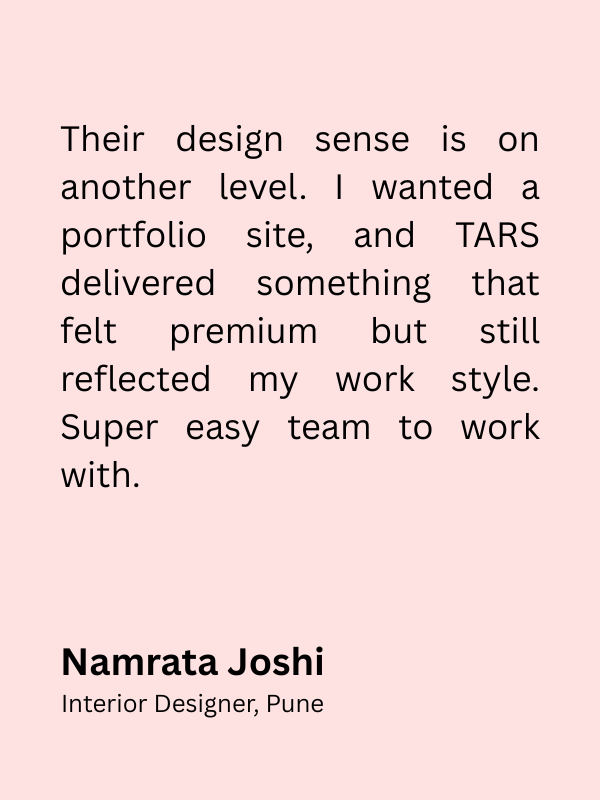 Their design sense is on
another level. I wanted a
portfolio site, and TARS
delivered something that
felt premium but still
reflected my work style.
Super easy team to work
with.
Namrata Joshi
Interior Designer, Pune